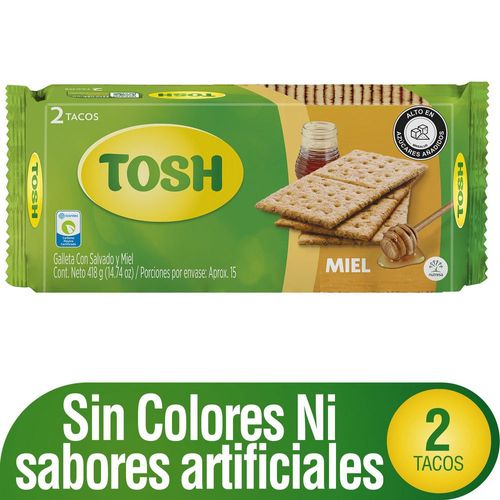 2 TACOS
TOSH
TOSH
TOSH
ALTO EN
AZÚCARES AÑADIDOS
Galleta Con Salvado y Miel
Cont. Neto 418 g (14,74 oz) / Porciones por envase: Aprox. 15
MIEL
nutresa
Sin Colores Ni
sabores artificiales
2
TACOS